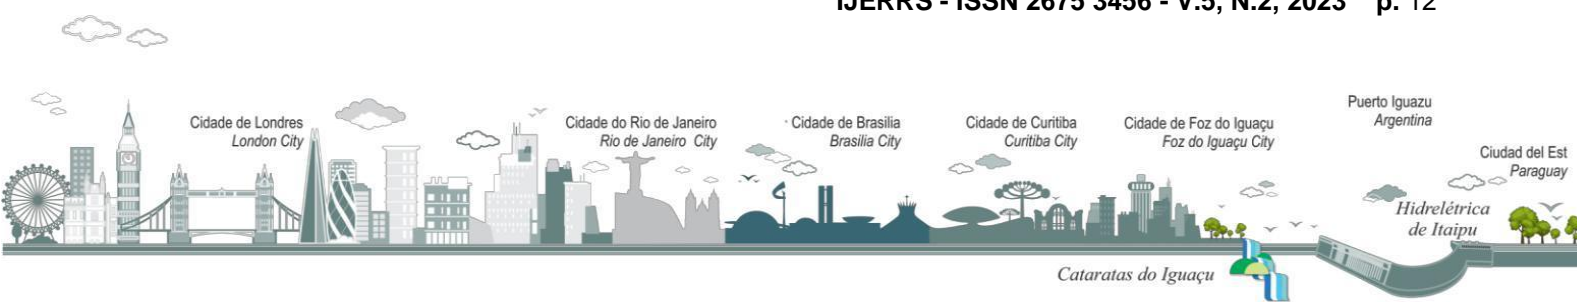 IJERRS - ISSN 2675 3456 - V.5, N.2, 2023 p. 12
Cidade de Londres
London City
Cidade do Rio de Janeiro
Rio de Janeiro City
Cidade de Brasilia
Brasilia City
Cidade de Curitiba
Curitiba City
Cidade de Foz do Iguaçu
Foz do Iguaçu City
Puerto Iguazu
Argentina
Ciudad del Est
Paraguay
Hidrelétrica
de Itaipu
Cataratas do Iguaçu